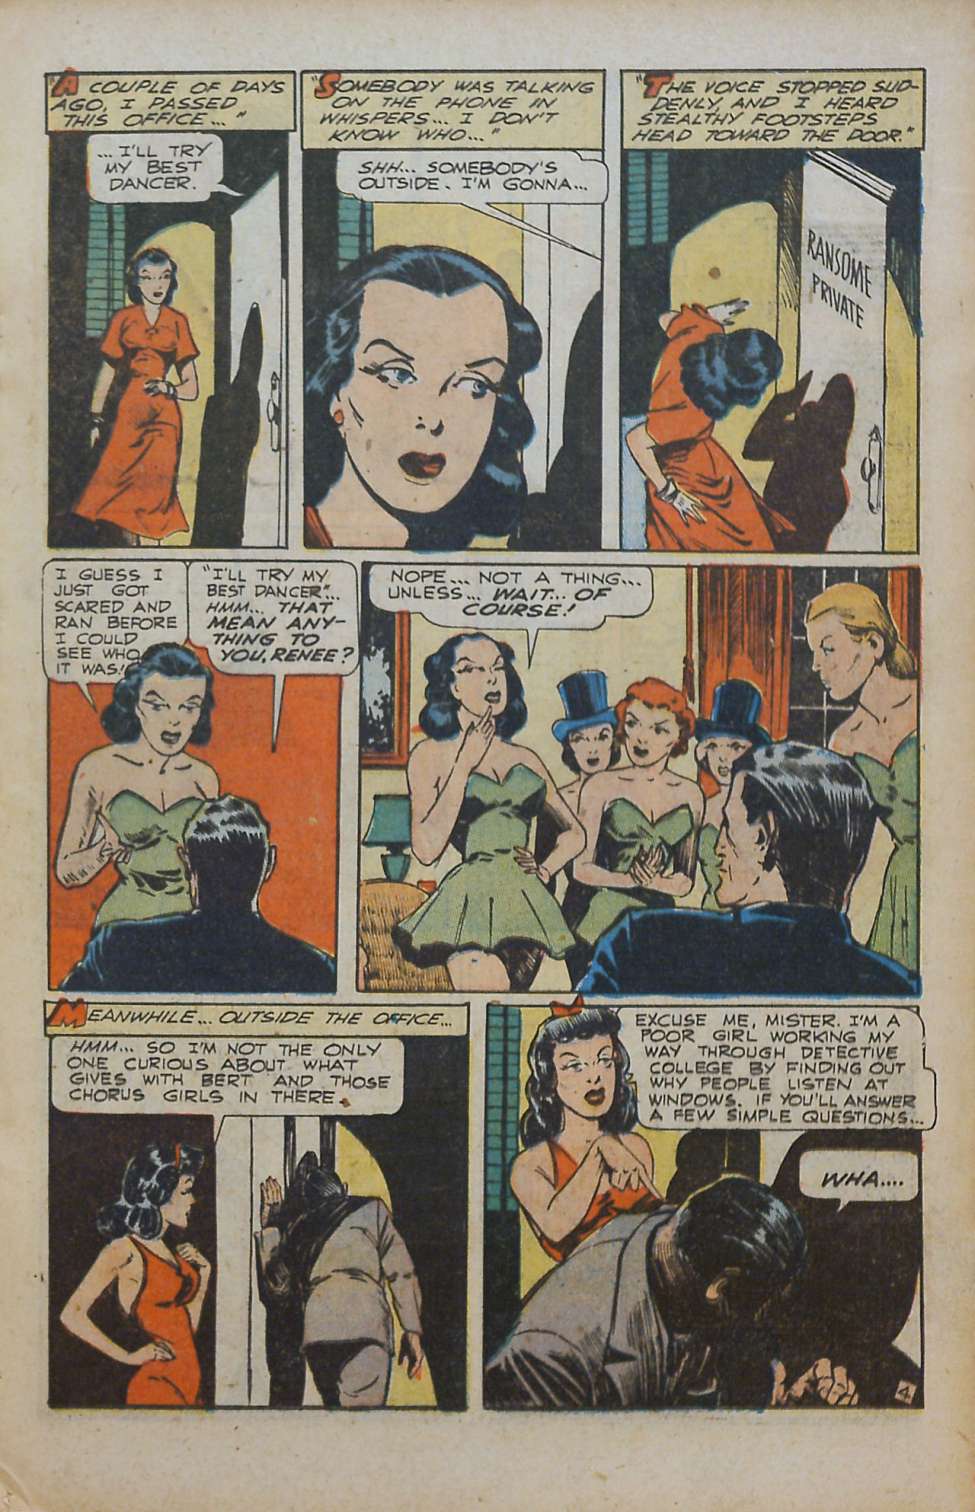 "A COUPLE OF DAYS
AGO, I PASSED
THIS OFFICE..."
...I'LL TRY
MY BEST
DANCER.
"SOMEBODY WAS TALKING
ON THE PHONE IN
WHISPERS... I DON'T
KNOW WHO..."
SHH... SOMEBODY'S
OUTSIDE. I'M GONNA...
"THE VOICE STOPPED SUD-
DENLY, AND I HEARD
STEALTHY FOOTSTEPS
HEAD TOWARD THE DOOR."
RANSOME
PRIVATE
I GUESS I
JUST GOT
SCARED AND
RAN BEFORE
I COULD
SEE WHO
IT WAS!
"I'LL TRY MY
BEST DANCER"...
HMM... THAT
MEAN ANY-
THING TO
YOU, RENEE?
NOPE... NOT A THING...
UNLESS... WAIT... OF
COURSE!
MEANWHILE... OUTSIDE THE OFFICE...
HMM... SO I'M NOT THE ONLY
ONE CURIOUS ABOUT WHAT
GIVES WITH BERT AND THOSE
CHORUS GIRLS IN THERE.
EXCUSE ME, MISTER. I'M A
POOR GIRL WORKING MY
WAY THROUGH DETECTIVE
COLLEGE BY FINDING OUT
WHY PEOPLE LISTEN AT
WINDOWS. IF YOU'LL ANSWER
A FEW SIMPLE QUESTIONS...
WHA....
4